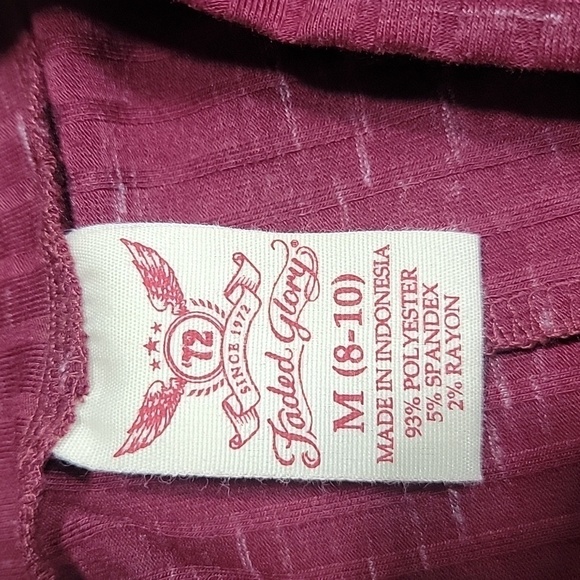 '72
SINCE 1972
Faded Glory®
M (8-10)
MADE IN INDONESIA
93% POLYESTER
5% SPANDEX
2% RAYON